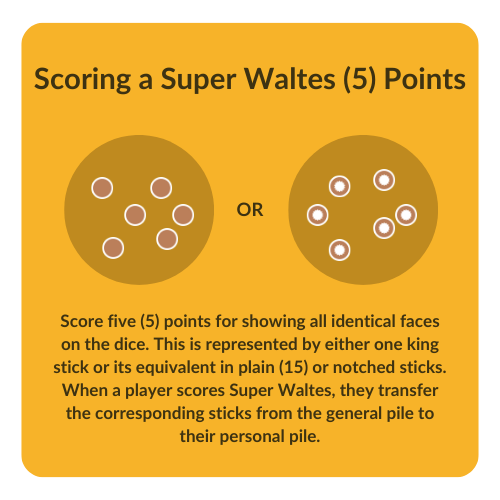 Scoring a Super Waltes (5) Points
OR
Score five (5) points for showing all identical faces
on the dice. This is represented by either one king
stick or its equivalent in plain (15) or notched sticks.
When a player scores Super Waltes, they transfer
the corresponding sticks from the general pile to
their personal pile.